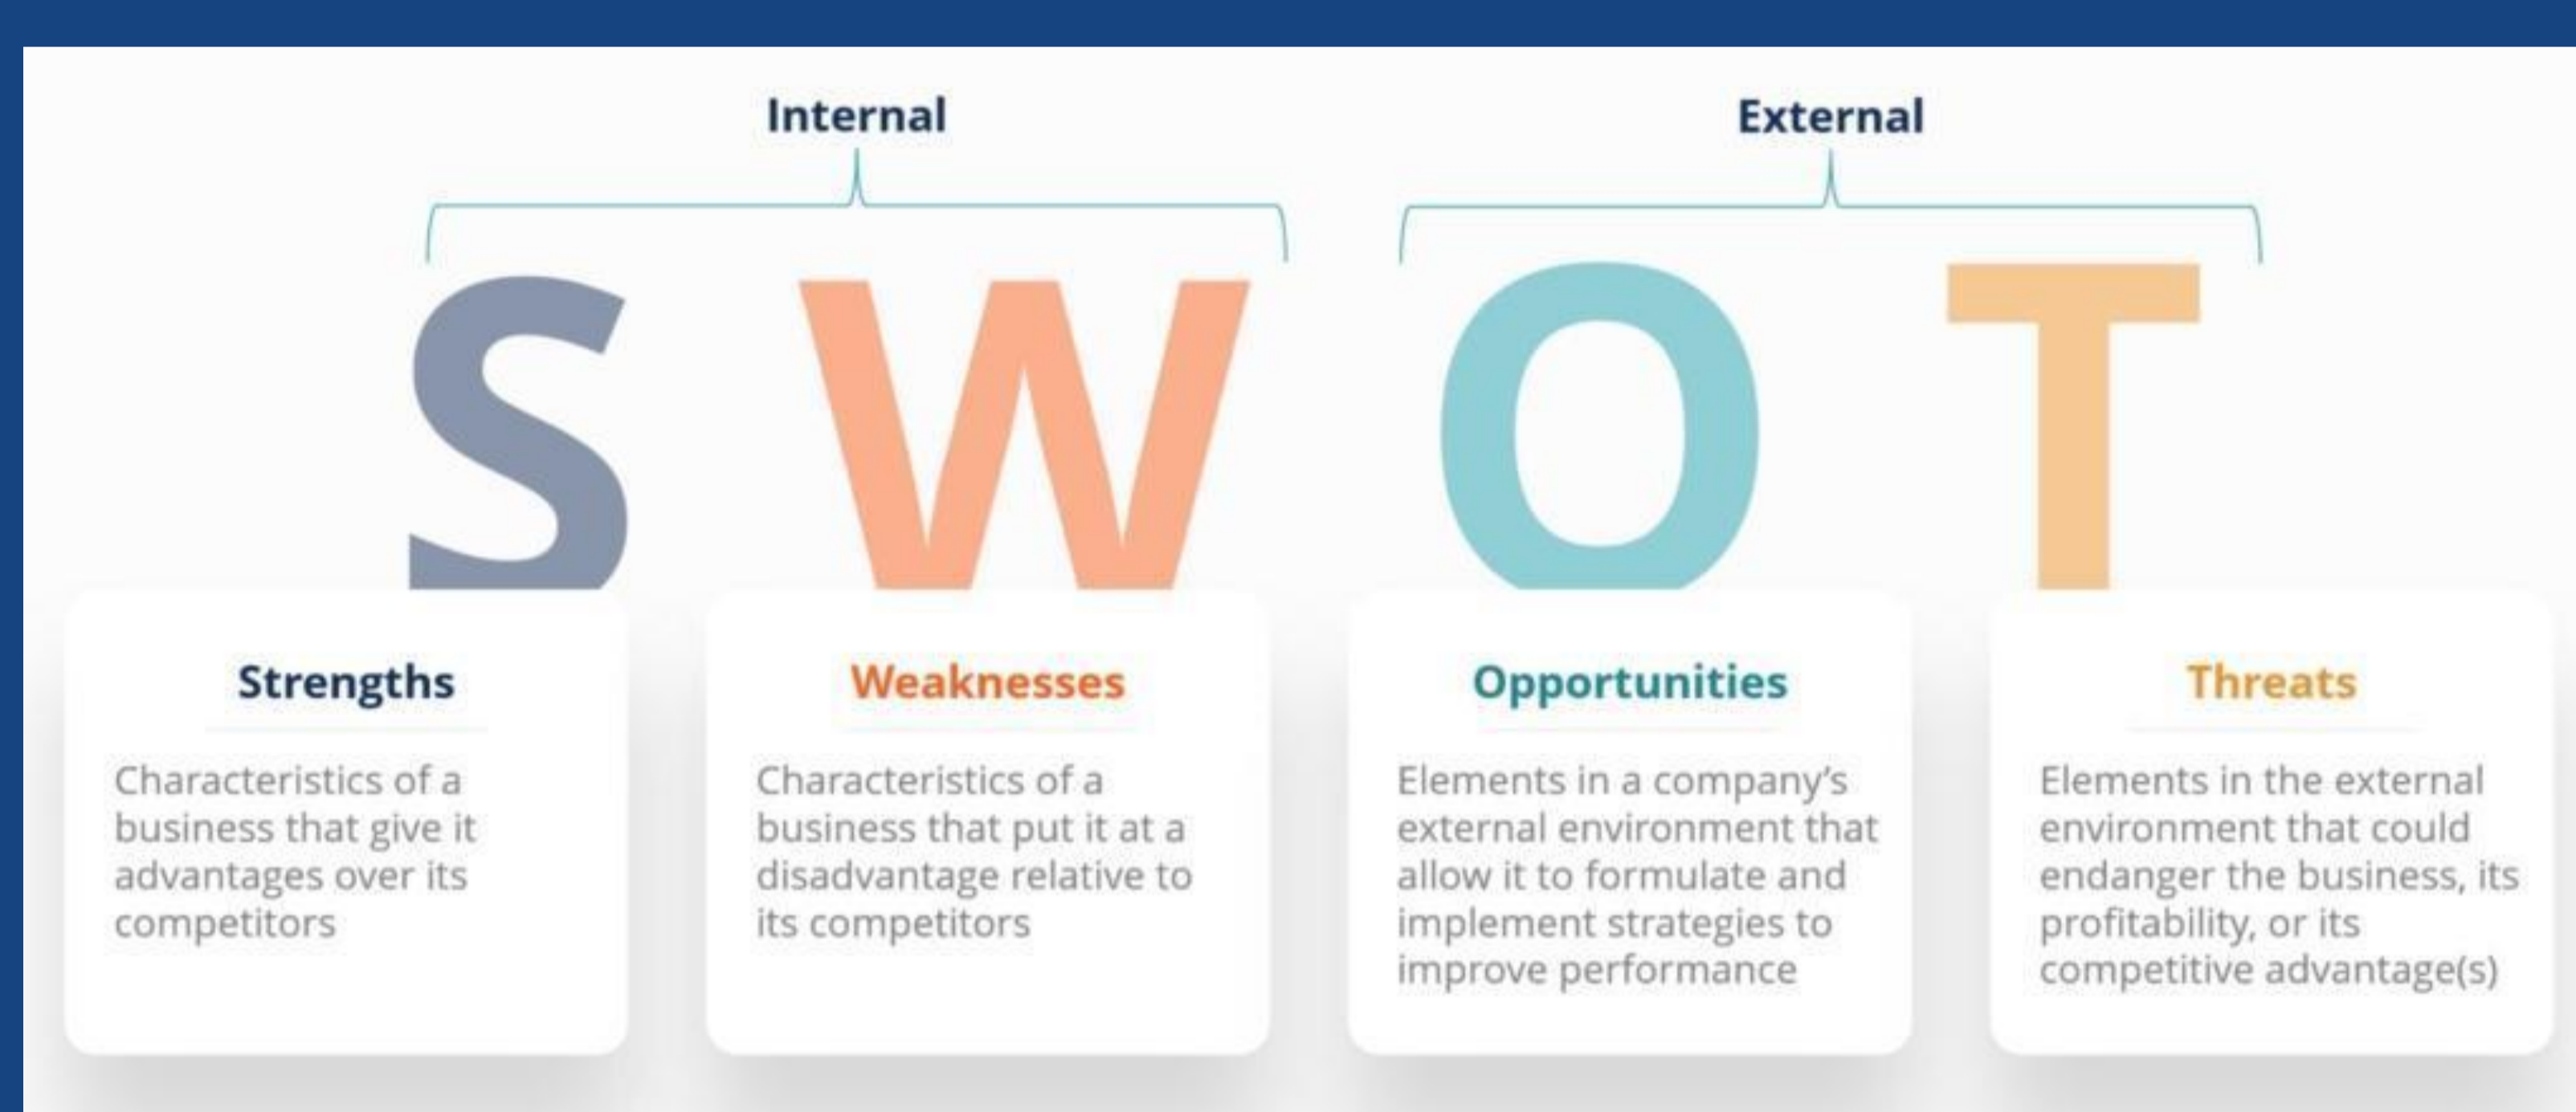 Internal
External
S W O T
Strengths
Characteristics of a
business that give it
advantages over its
competitors
Weaknesses
Characteristics of a
business that put it at a
disadvantage relative to
its competitors
Opportunities
Elements in a company’s
external environment that
allow it to formulate and
implement strategies to
improve performance
Threats
Elements in the external
environment that could
endanger the business, its
profitability, or its
competitive advantage(s)